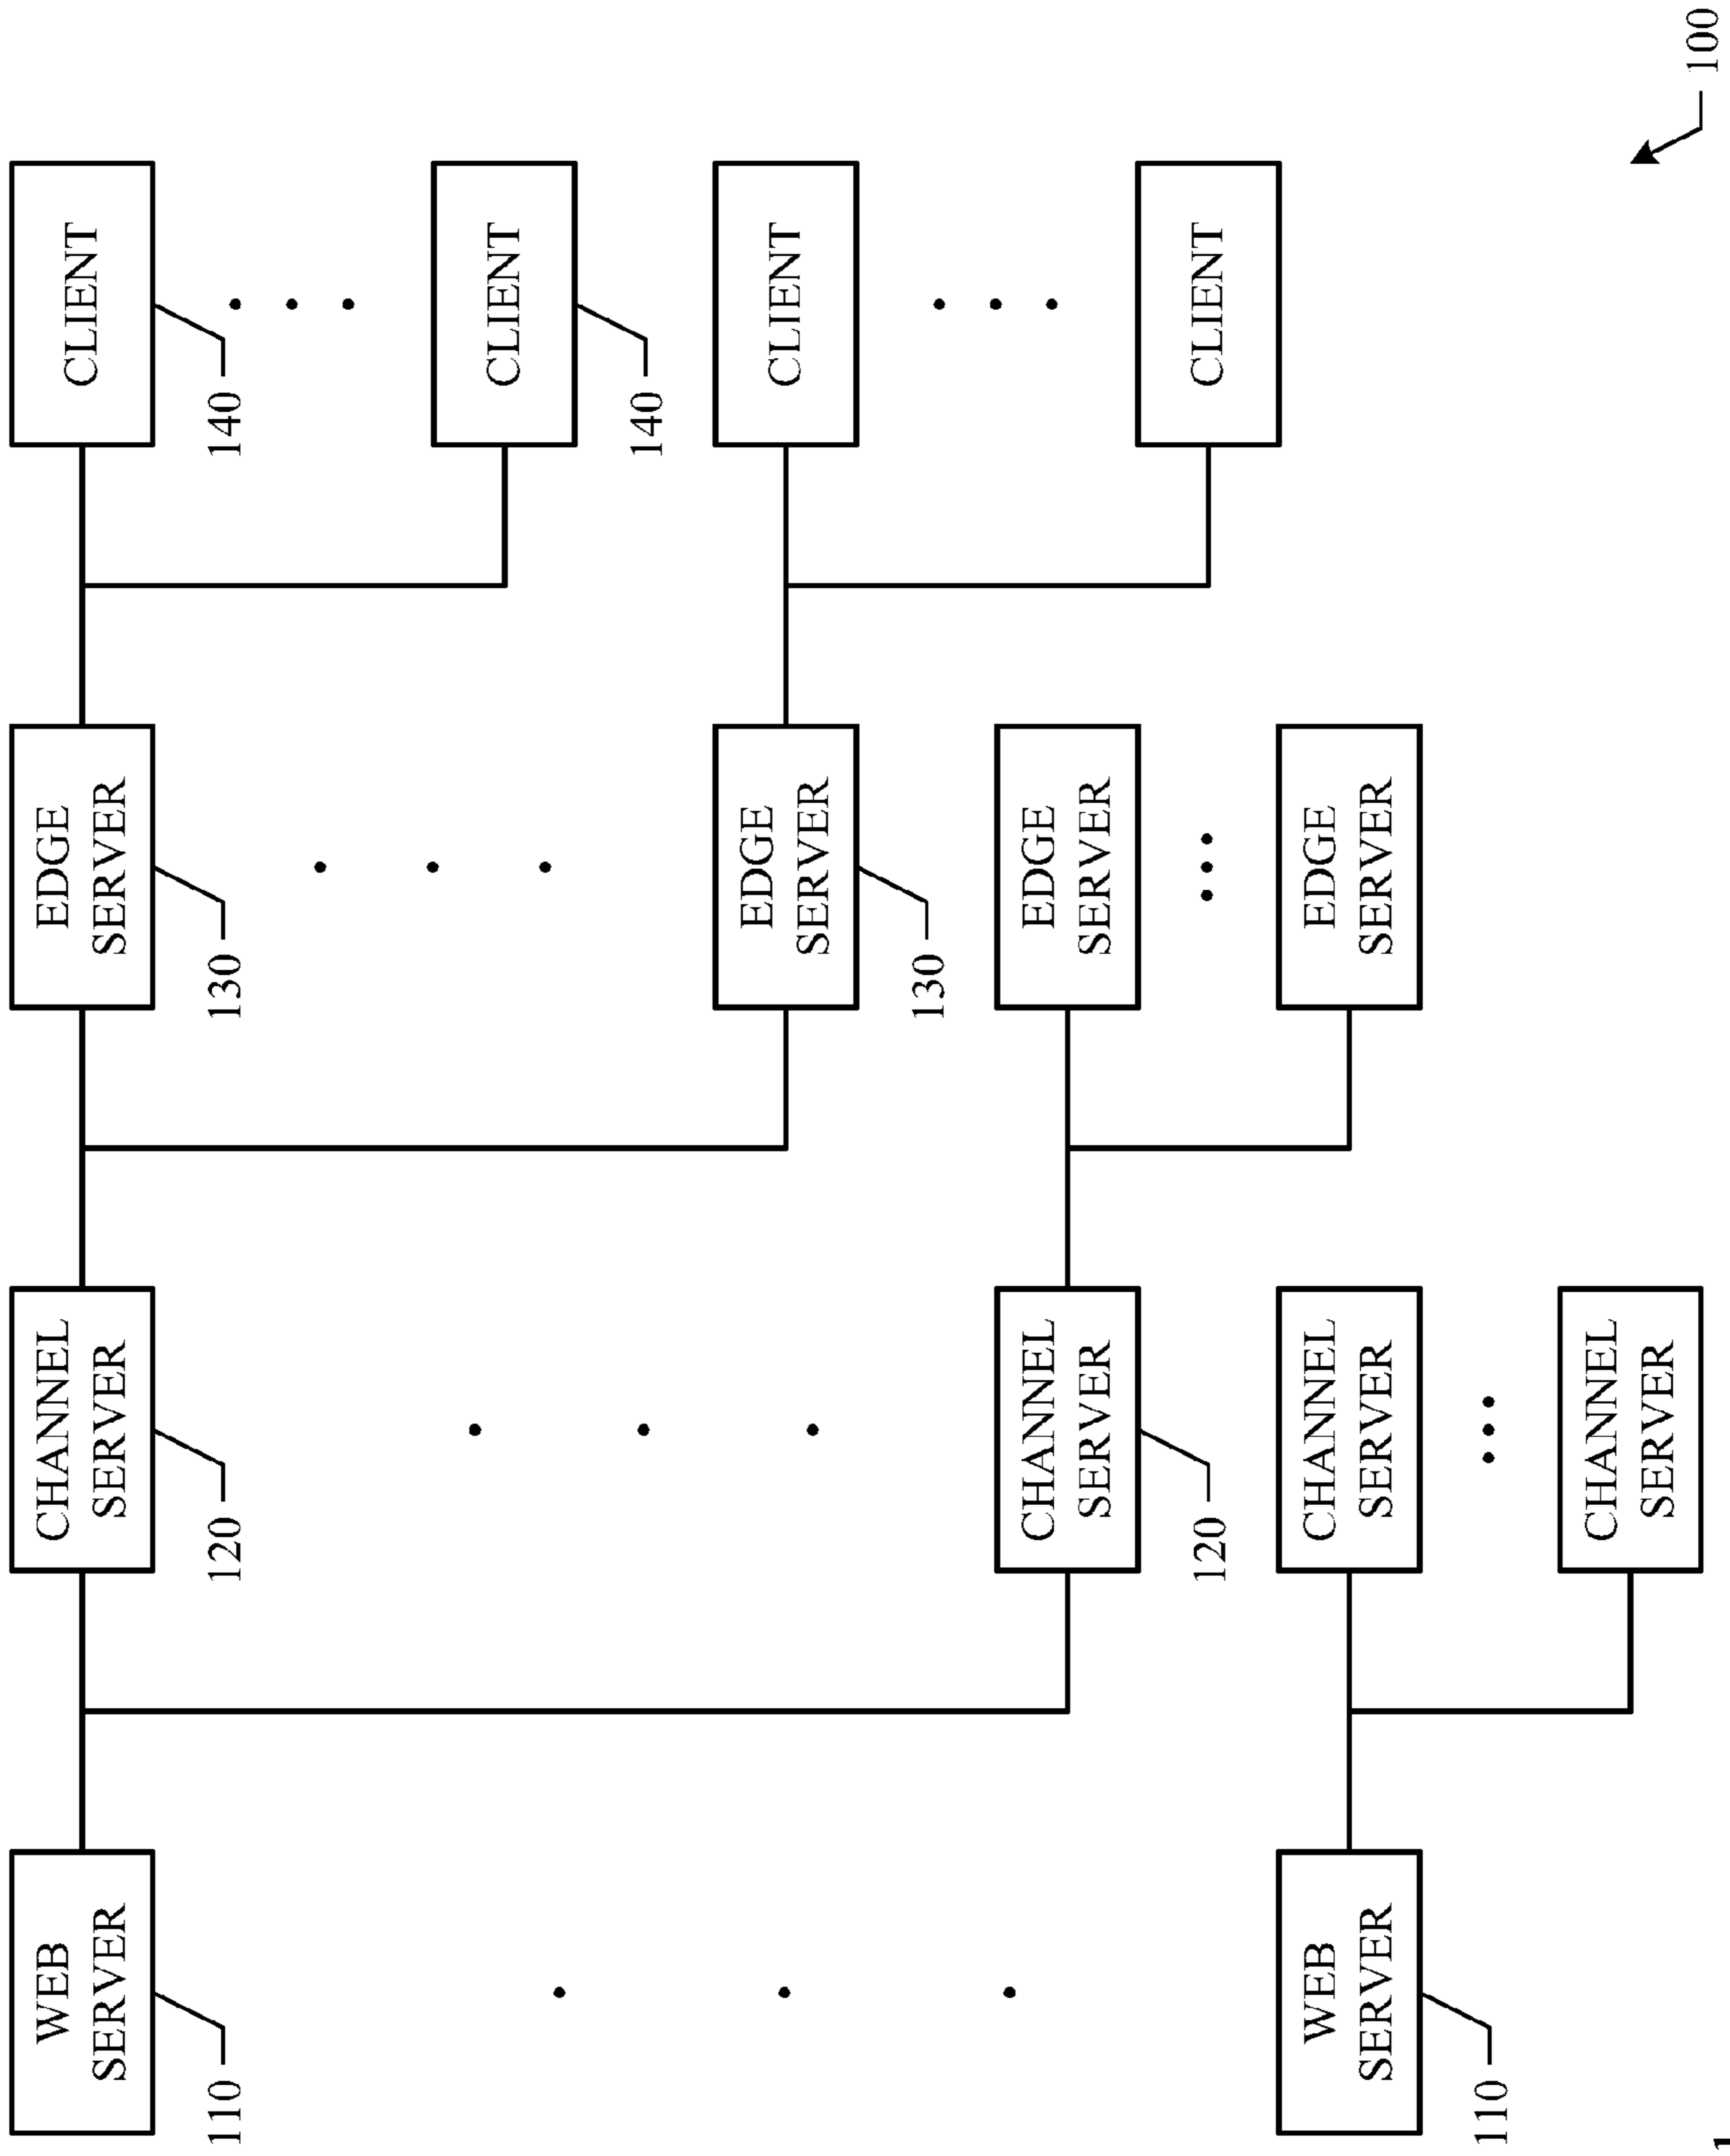 WEB
SERVER
CHANNEL
SERVER
EDGE
SERVER
CLIENT
110
120
130
140
CLIENT
140
EDGE
SERVER
CLIENT
130
CHANNEL
SERVER
EDGE
SERVER
120
CLIENT
WEB
SERVER
CHANNEL
SERVER
EDGE
SERVER
110
CHANNEL
SERVER
100